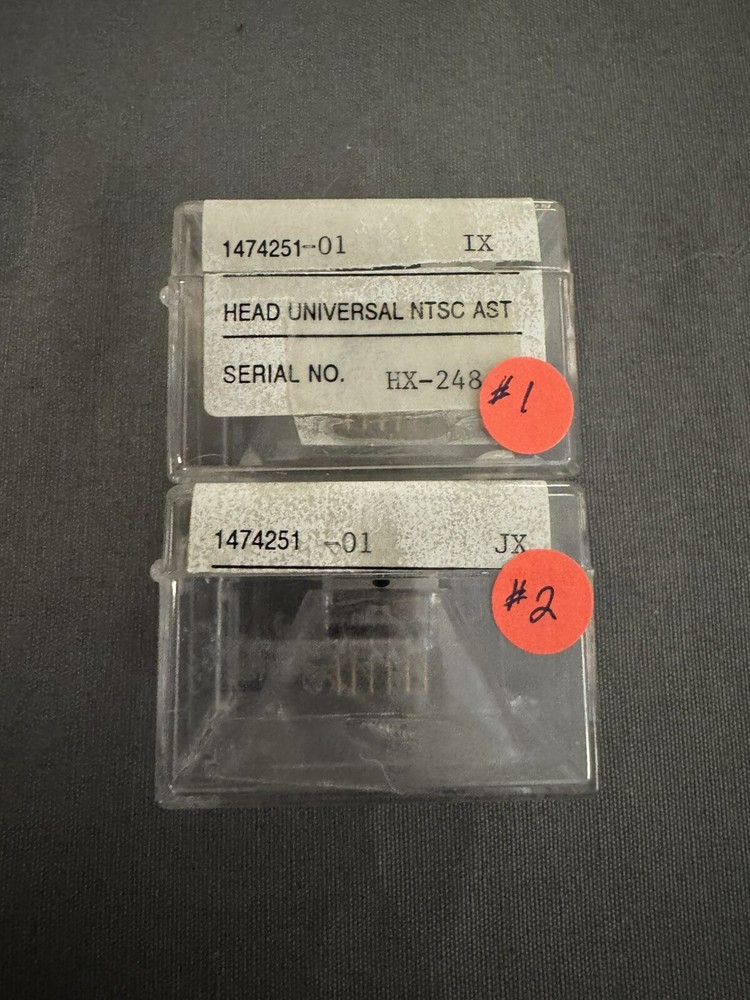 1474251-01 IX
HEAD UNIVERSAL NTSC AST
SERIAL NO. HX-248
#1
1474251 -01 JX
#2